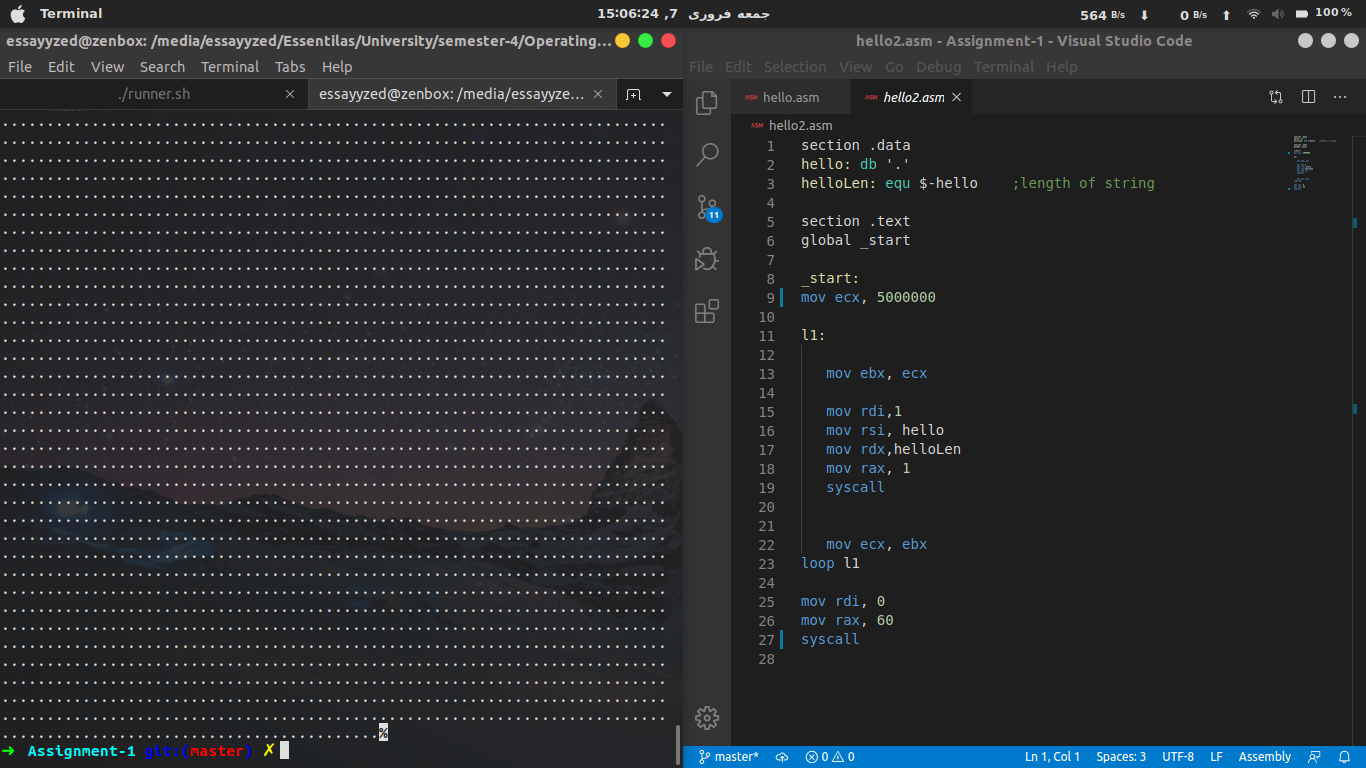 Terminal
15:06:24 ,7 جمعه فروری
564 B/s 0 B/s 100 %
essayyzed@zenbox: /media/essayyzed/Essentilas/University/semester-4/Operating...
File Edit View Search Terminal Tabs Help
./runner.sh
essayyzed@zenbox: /media/essayyze...
.........................................................................%
➜ Assignment-1 git:(master) ✗
hello2.asm - Assignment-1 - Visual Studio Code
File Edit Selection View Go Debug Terminal Help
ASM hello.asm ASM hello2.asm
ASM hello2.asm
11
1 section .data
2 hello: db '.'
3 helloLen: equ $-hello ;length of string
4
5 section .text
6 global _start
7
8 _start:
9 mov ecx, 5000000
10
11 l1:
12
13 mov ebx, ecx
14
15 mov rdi,1
16 mov rsi, hello
17 mov rdx,helloLen
18 mov rax, 1
19 syscall
20
21
22 mov ecx, ebx
23 loop l1
24
25 mov rdi, 0
26 mov rax, 60
27 syscall
28
master* 0 0 Ln 1, Col 1 Spaces: 3 UTF-8 LF Assembly